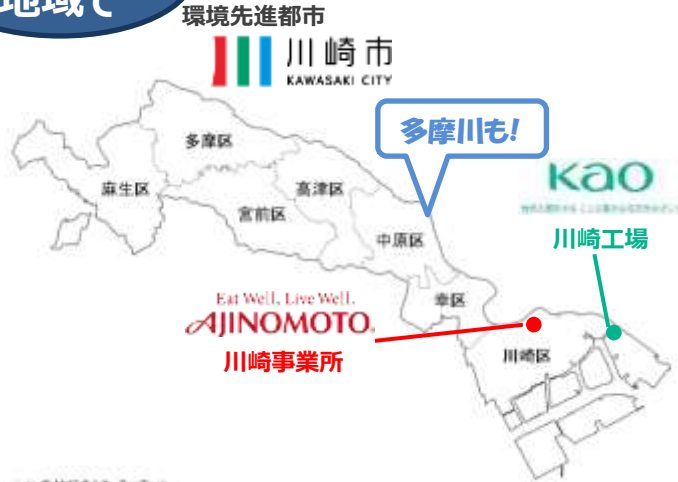 地域で
環境先進都市
川崎市
KAWASAKI CITY
多摩川も!
多摩区
麻生区
高津区
宮前区
中原区
Kao
川崎工場
幸区
Eat Well, Live Well.
AJINOMOTO
川崎事業所
川崎区